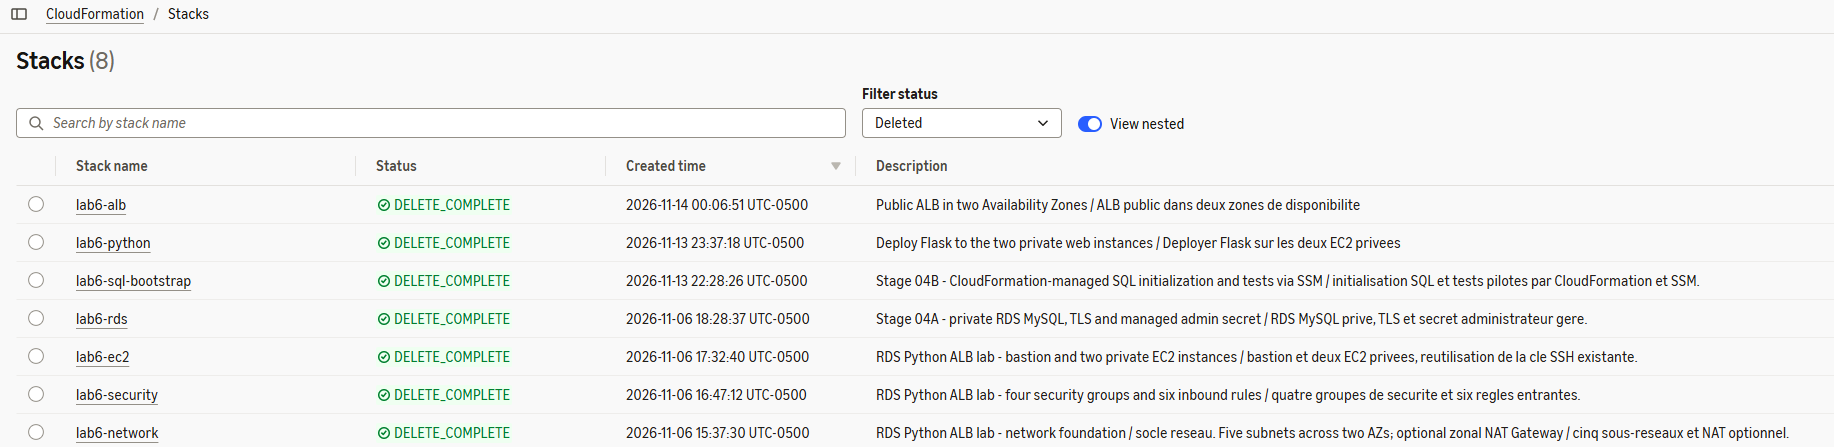 CloudFormation / Stacks
Stacks (8)
Filter status
Search by stack name
Deleted
View nested
Stack name Status Created time Description
lab6-alb DELETE_COMPLETE 2026-11-14 00:06:51 UTC-0500 Public ALB in two Availability Zones / ALB public dans deux zones de disponibilite
lab6-python DELETE_COMPLETE 2026-11-13 23:37:18 UTC-0500 Deploy Flask to the two private web instances / Deployer Flask sur les deux EC2 privees
lab6-sql-bootstrap DELETE_COMPLETE 2026-11-13 22:28:26 UTC-0500 Stage 04B - CloudFormation-managed SQL initialization and tests via SSM / initialisation SQL et tests pilotes par CloudFormation et SSM.
lab6-rds DELETE_COMPLETE 2026-11-06 18:28:37 UTC-0500 Stage 04A - private RDS MySQL, TLS and managed admin secret / RDS MySQL prive, TLS et secret administrateur gere.
lab6-ec2 DELETE_COMPLETE 2026-11-06 17:32:40 UTC-0500 RDS Python ALB lab - bastion and two private EC2 instances / bastion et deux EC2 privees, reutilisation de la cle SSH existante.
lab6-security DELETE_COMPLETE 2026-11-06 16:47:12 UTC-0500 RDS Python ALB lab - four security groups and six inbound rules / quatre groupes de securite et six regles entrantes.
lab6-network DELETE_COMPLETE 2026-11-06 15:37:30 UTC-0500 RDS Python ALB lab - network foundation / socle reseau. Five subnets across two AZs; optional zonal NAT Gateway / cinq sous-reseaux et NAT optionnel.